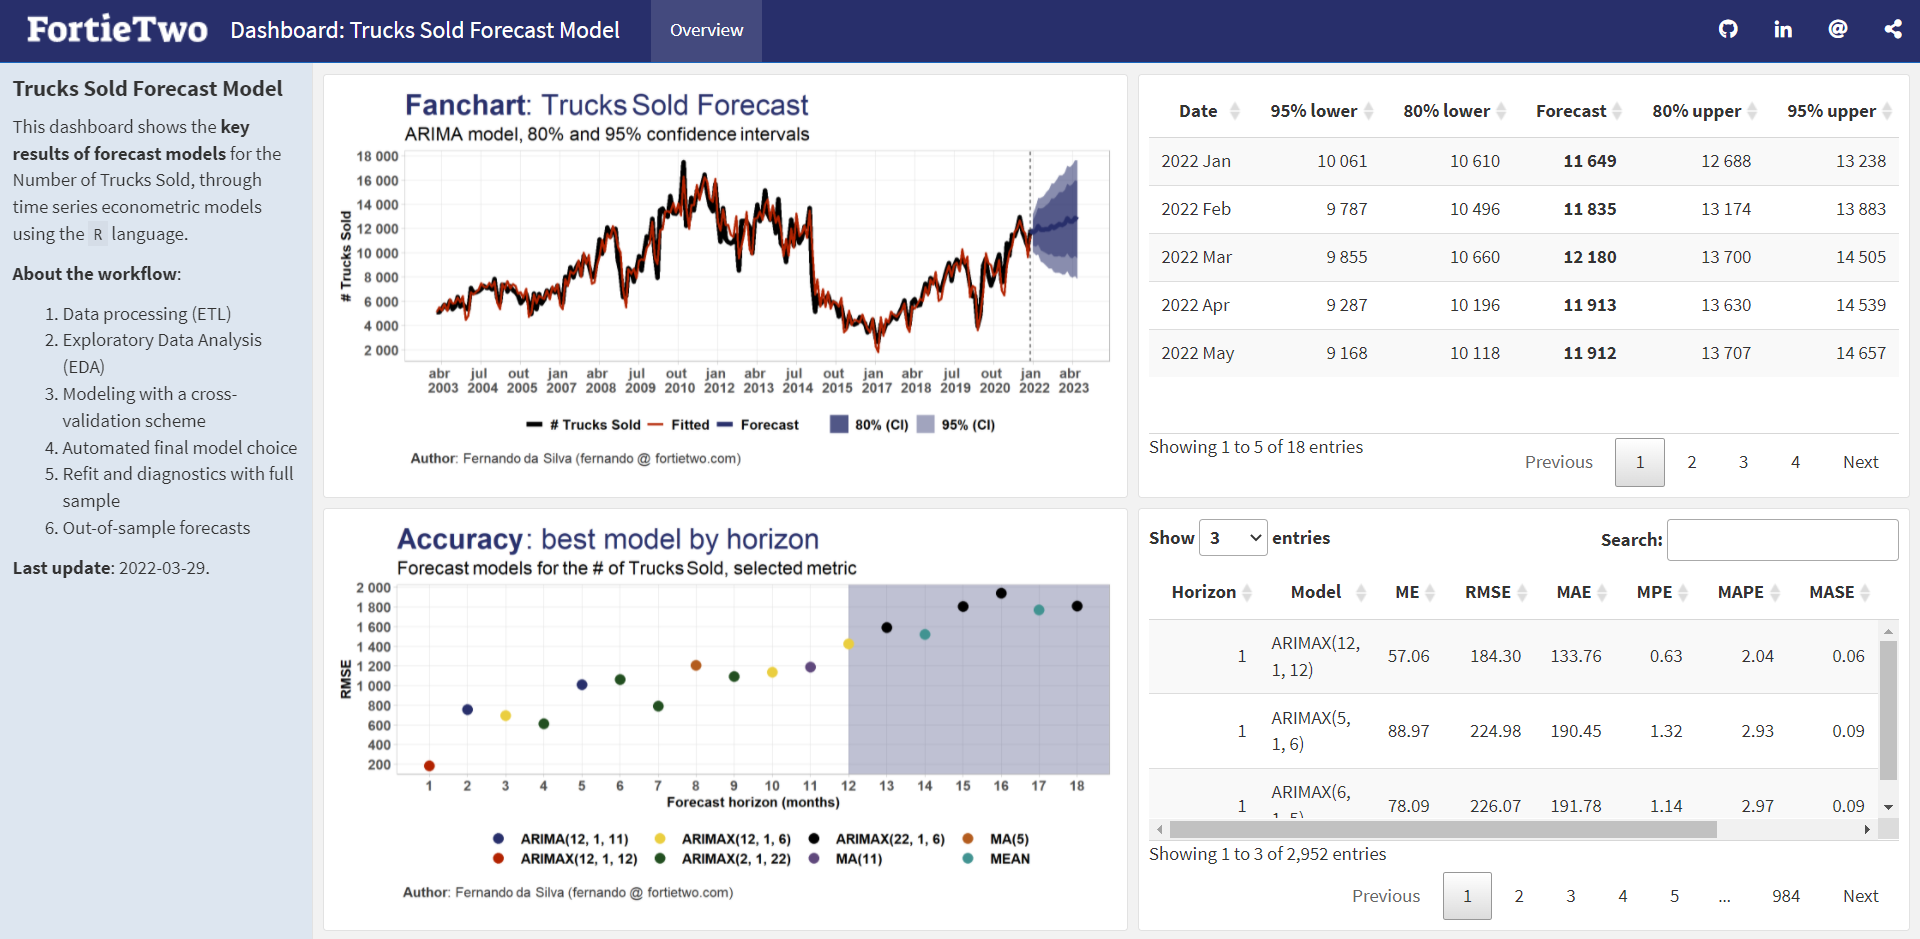 FortieTwo
Dashboard: Trucks Sold Forecast Model
Overview
Trucks Sold Forecast Model
This dashboard shows the key
results of forecast models for the
Number of Trucks Sold, through
time series econometric models
using the R language.
About the workflow:
1. Data processing (ETL)
2. Exploratory Data Analysis
(EDA)
3. Modeling with a cross-
validation scheme
4. Automated final model choice
5. Refit and diagnostics with full
sample
6. Out-of-sample forecasts
Last update: 2022-03-29.
Fanchart: Trucks Sold Forecast
ARIMA model, 80% and 95% confidence intervals
# Trucks Sold
18 000
16 000
14 000
12 000
10 000
8 000
6 000
4 000
2 000
abr jul out jan abr jul out jan abr jul out jan abr jul out jan abr
2003 2004 2005 2007 2008 2009 2010 2012 2013 2014 2015 2017 2018 2019 2020 2022 2023
# Trucks Sold Fitted Forecast 80% (CI) 95% (CI)
Author: Fernando da Silva (fernando @ fortietwo.com)
Date 95% lower 80% lower Forecast 80% upper 95% upper
2022 Jan 10 061 10 610 11 649 12 688 13 238
2022 Feb 9 787 10 496 11 835 13 174 13 883
2022 Mar 9 855 10 660 12 180 13 700 14 505
2022 Apr 9 287 10 196 11 913 13 630 14 539
2022 May 9 168 10 118 11 912 13 707 14 657
Showing 1 to 5 of 18 entries
Previous 1 2 3 4 Next
Accuracy: best model by horizon
Forecast models for the # of Trucks Sold, selected metric
RMSE
2 000
1 800
1 600
1 400
1 200
1 000
800
600
400
200
1 2 3 4 5 6 7 8 9 10 11 12 13 14 15 16 17 18
Forecast horizon (months)
ARIMA(12, 1, 11) ARIMAX(12, 1, 6) ARIMAX(22, 1, 6) MA(5)
ARIMAX(12, 1, 12) ARIMAX(2, 1, 22) MA(11) MEAN
Author: Fernando da Silva (fernando @ fortietwo.com)
Show 3 entries
Search:
Horizon Model ME RMSE MAE MPE MAPE MASE
1 ARIMAX(12, 1, 12) 57.06 184.30 133.76 0.63 2.04 0.06
1 ARIMAX(5, 1, 6) 88.97 224.98 190.45 1.32 2.93 0.09
1 ARIMAX(6, 1, 5) 78.09 226.07 191.78 1.14 2.97 0.09
Showing 1 to 3 of 2,952 entries
Previous 1 2 3 4 5 ... 984 Next